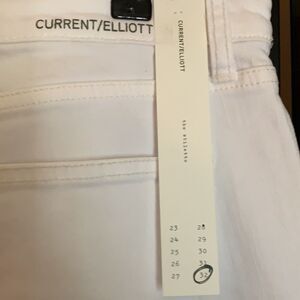 CURRENT/ELLIOTT
CURRENT/ELLIOTT
the stiletto
23 28
24 29
25 30
26 31
27 32